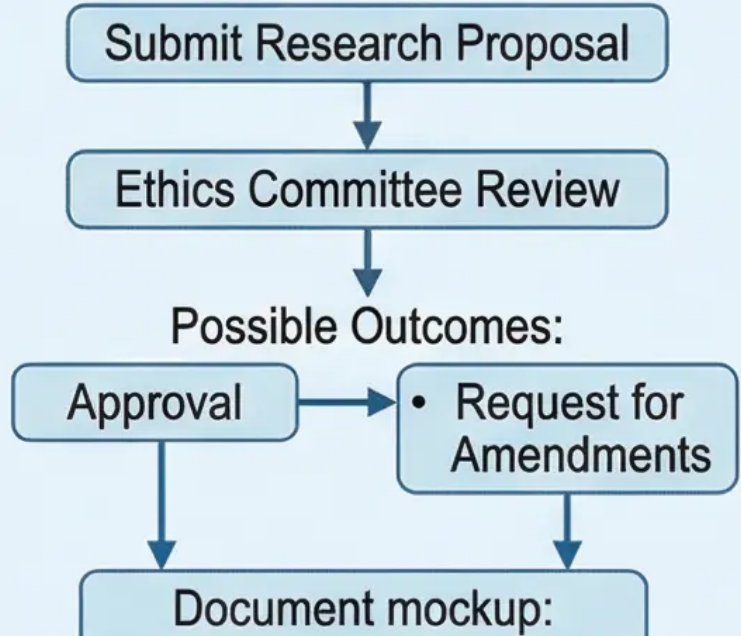 Submit Research Proposal
Ethics Committee Review
Possible Outcomes:
Approval
• Request for
Amendments
Document mockup: